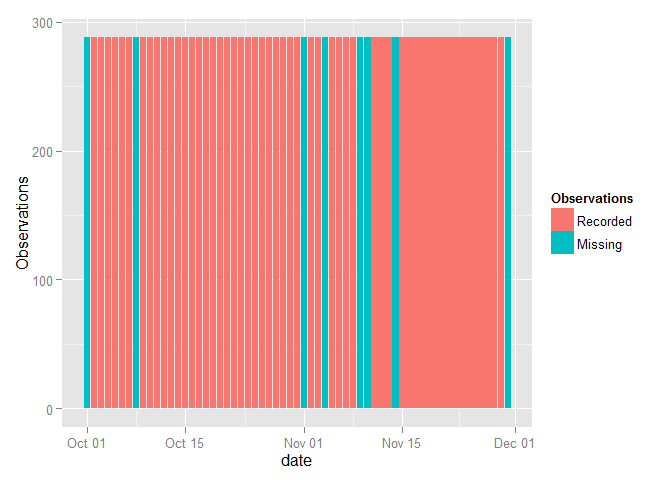 300
200
100
0
Observations
Oct 01
Oct 15
Nov 01
Nov 15
Dec 01
date
Observations
Recorded
Missing